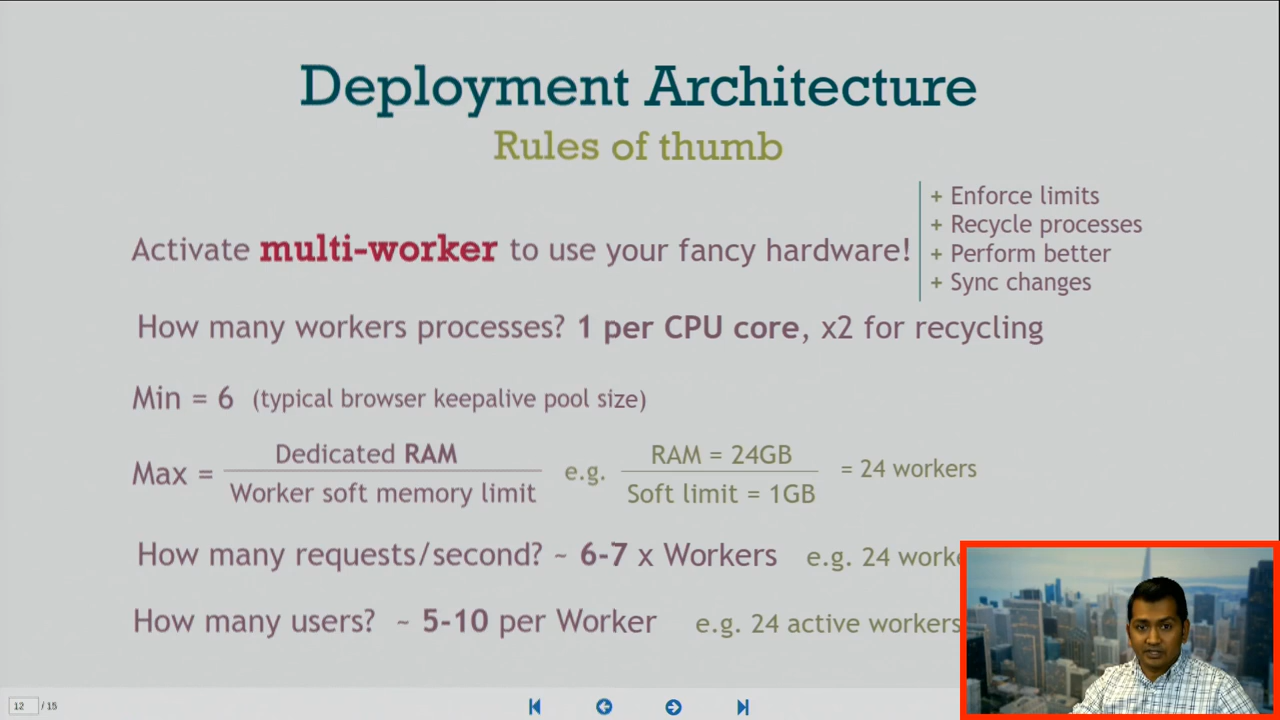 Deployment Architecture
Rules of thumb
Activate multi-worker to use your fancy hardware!
+ Enforce limits
+ Recycle processes
+ Perform better
+ Sync changes
How many workers processes? 1 per CPU core, x2 for recycling
Min = 6 (typical browser keepalive pool size)
Max = Dedicated RAM
Worker soft memory limit
e.g. RAM = 24GB
Soft limit = 1GB
= 24 workers
How many requests/second? ~ 6-7 x Workers e.g. 24
How many users? ~ 5-10 per Worker e.g. 24 active workers
12 / 15